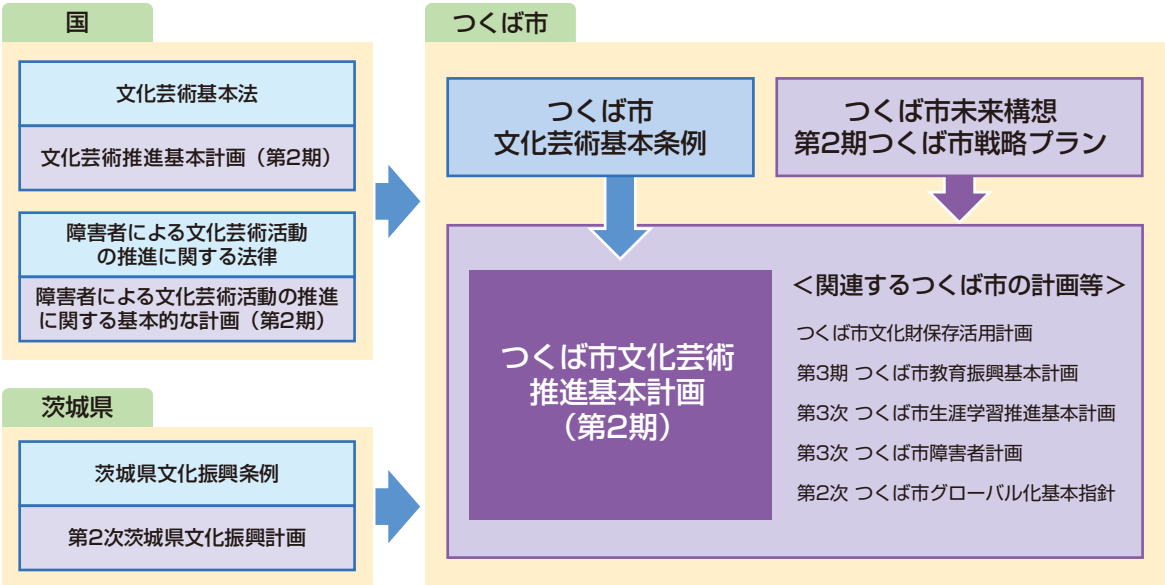 国
文化芸術基本法
文化芸術推進基本計画（第2期）
障害者による文化芸術活動
の推進に関する法律
障害者による文化芸術活動の推進
に関する基本的な計画（第2期）
茨城県
茨城県文化振興条例
第2次茨城県文化振興計画
つくば市
つくば市
文化芸術基本条例
つくば市未来構想
第2期つくば市戦略プラン
つくば市文化芸術
推進基本計画
（第2期）
＜関連するつくば市の計画等＞
つくば市文化財保存活用計画
第3期 つくば市教育振興基本計画
第3次 つくば市生涯学習推進基本計画
第3次 つくば市障害者計画
第2次 つくば市グローバル化基本指針